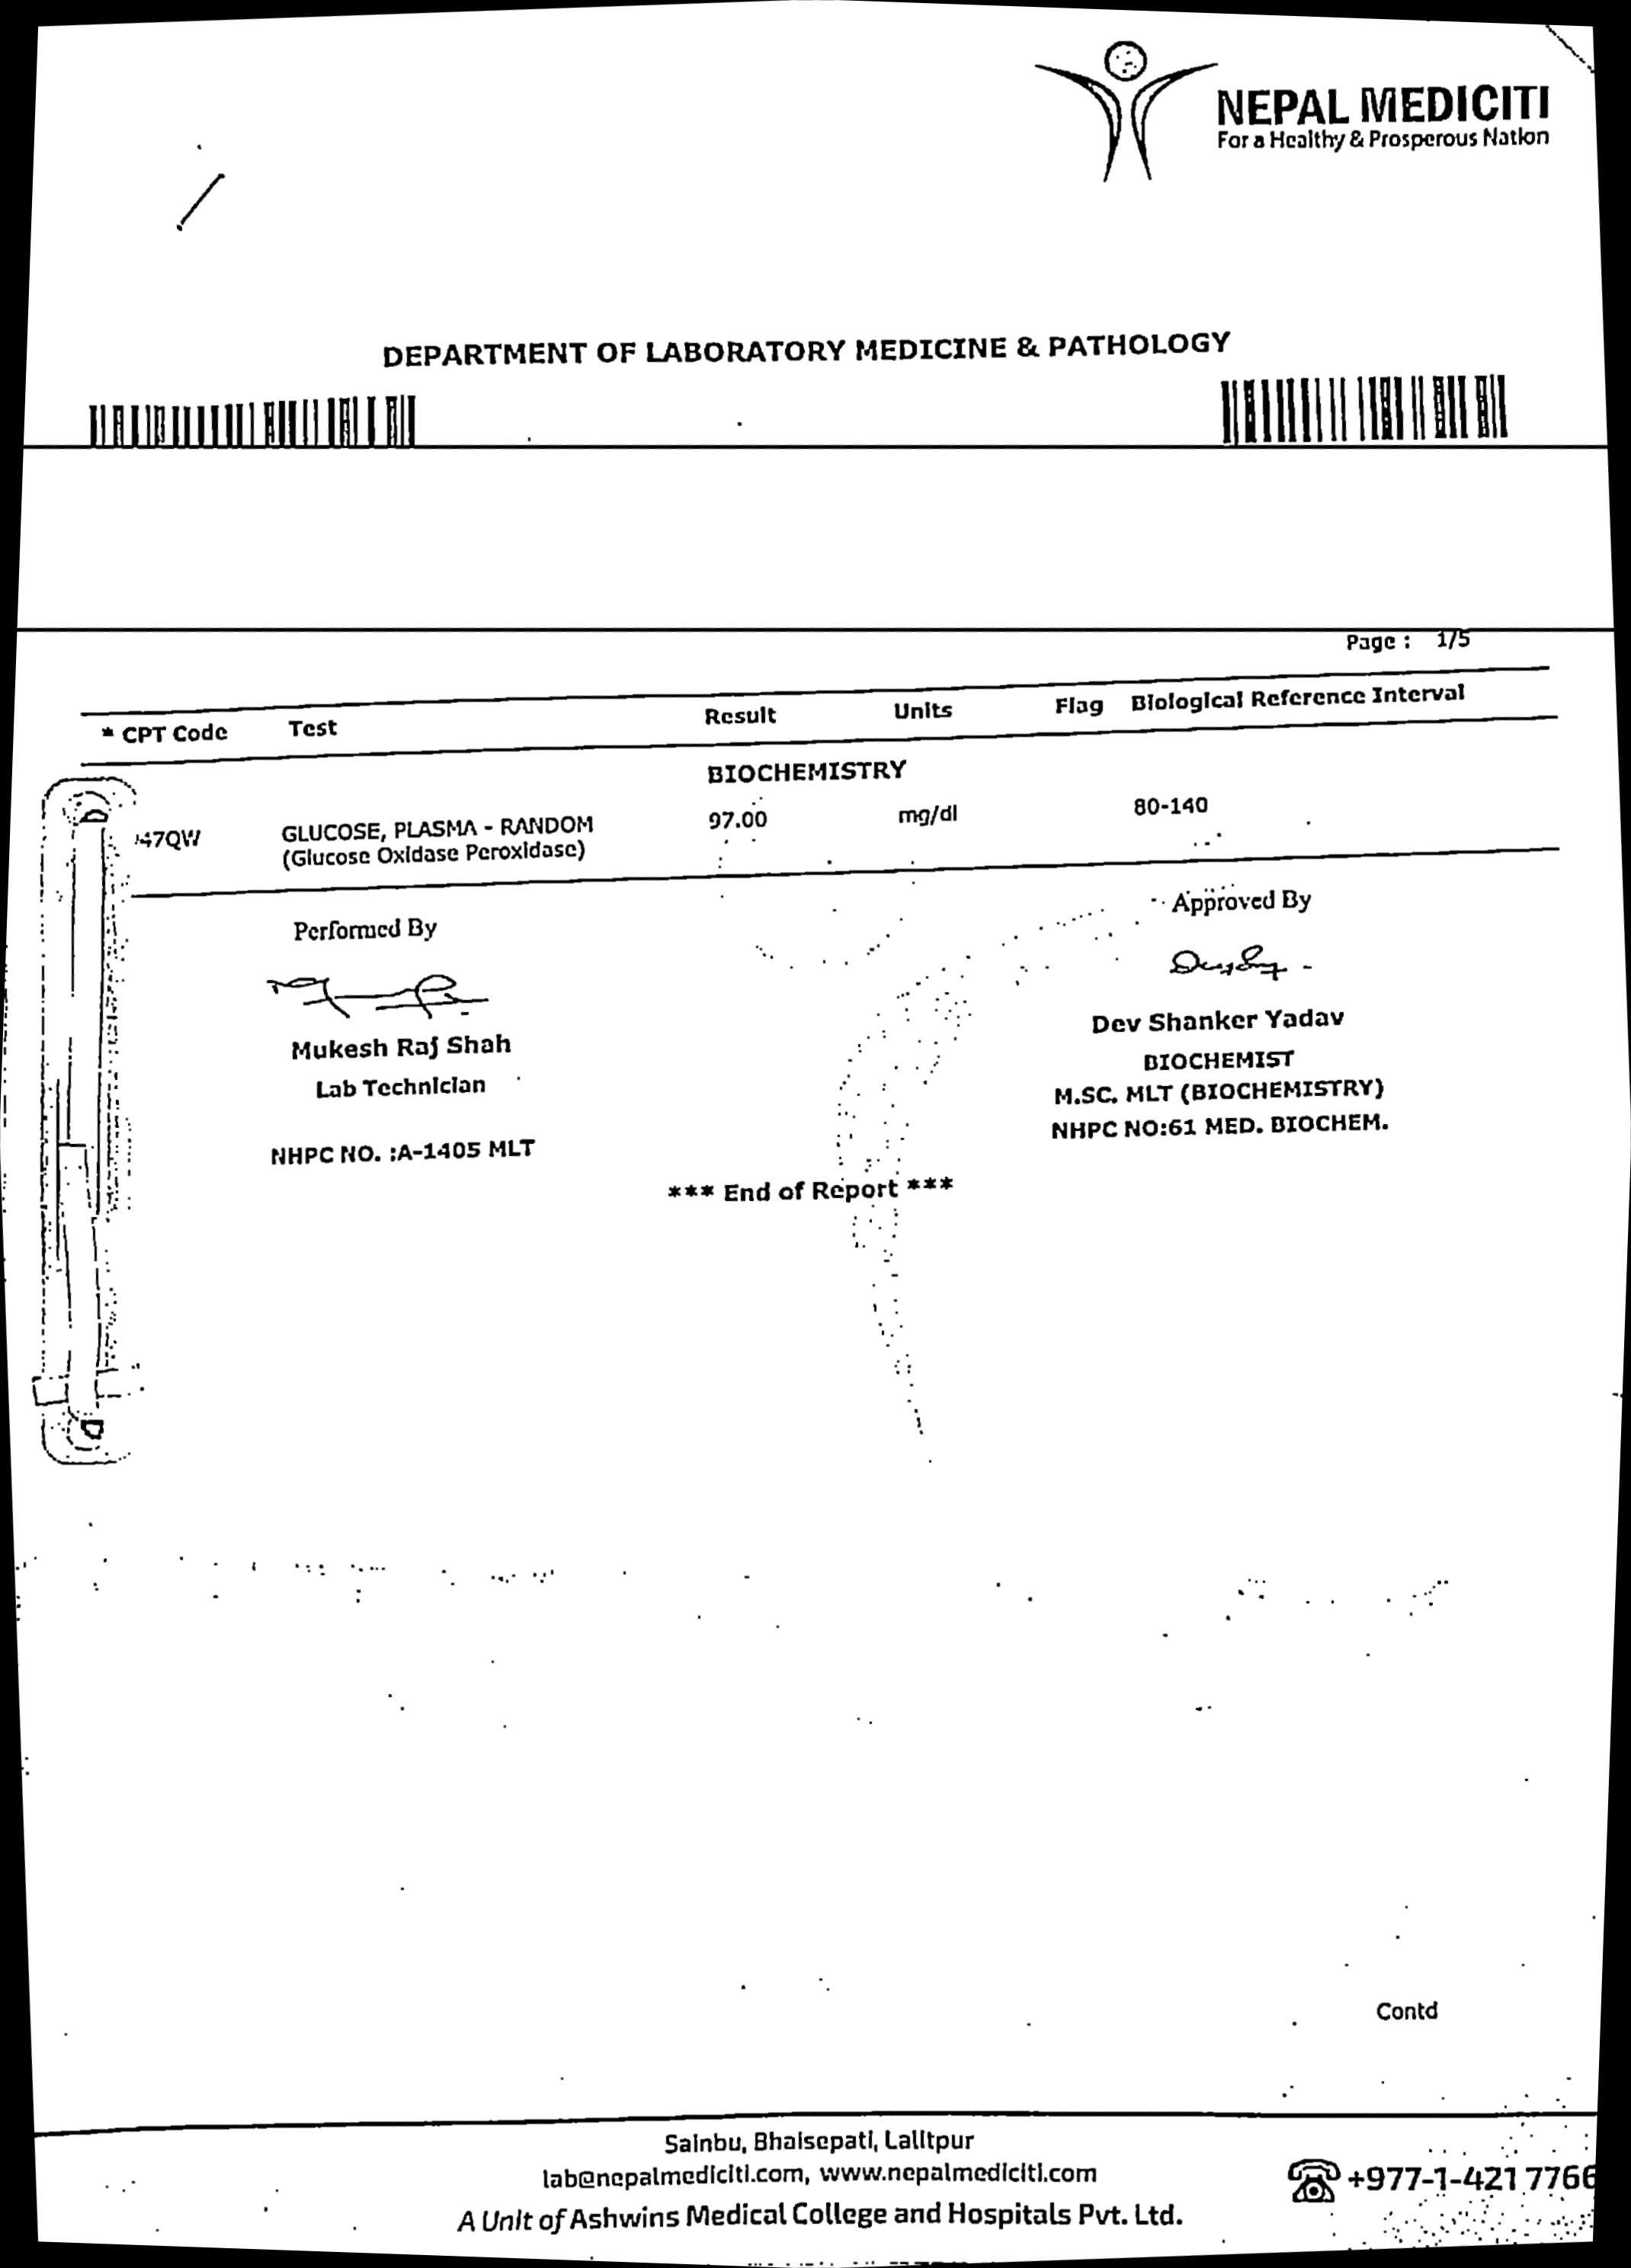 NEPAL MEDICITI
For a Healthy & Prosperous Nation
DEPARTMENT OF LABORATORY MEDICINE & PATHOLOGY
Page : 1/5
* CPT Code Test Result Units Flag Biological Reference Interval
BIOCHEMISTRY
47QW GLUCOSE, PLASMA - RANDOM 97.00 mg/dl 80-140
(Glucose Oxidase Peroxidase)
Performed By Approved By
Mukesh Raj Shah Dev Shanker Yadav
Lab Technician BIOCHEMIST
M.SC. MLT (BIOCHEMISTRY)
NHPC NO. :A-1405 MLT NHPC NO:61 MED. BIOCHEM.
*** End of Report ***
Contd
Sainbu, Bhaisepati, Lalitpur
lab@nepalmediciti.com, www.nepalmediciti.com
+977-1-4217766
A Unit of Ashwins Medical College and Hospitals Pvt. Ltd.